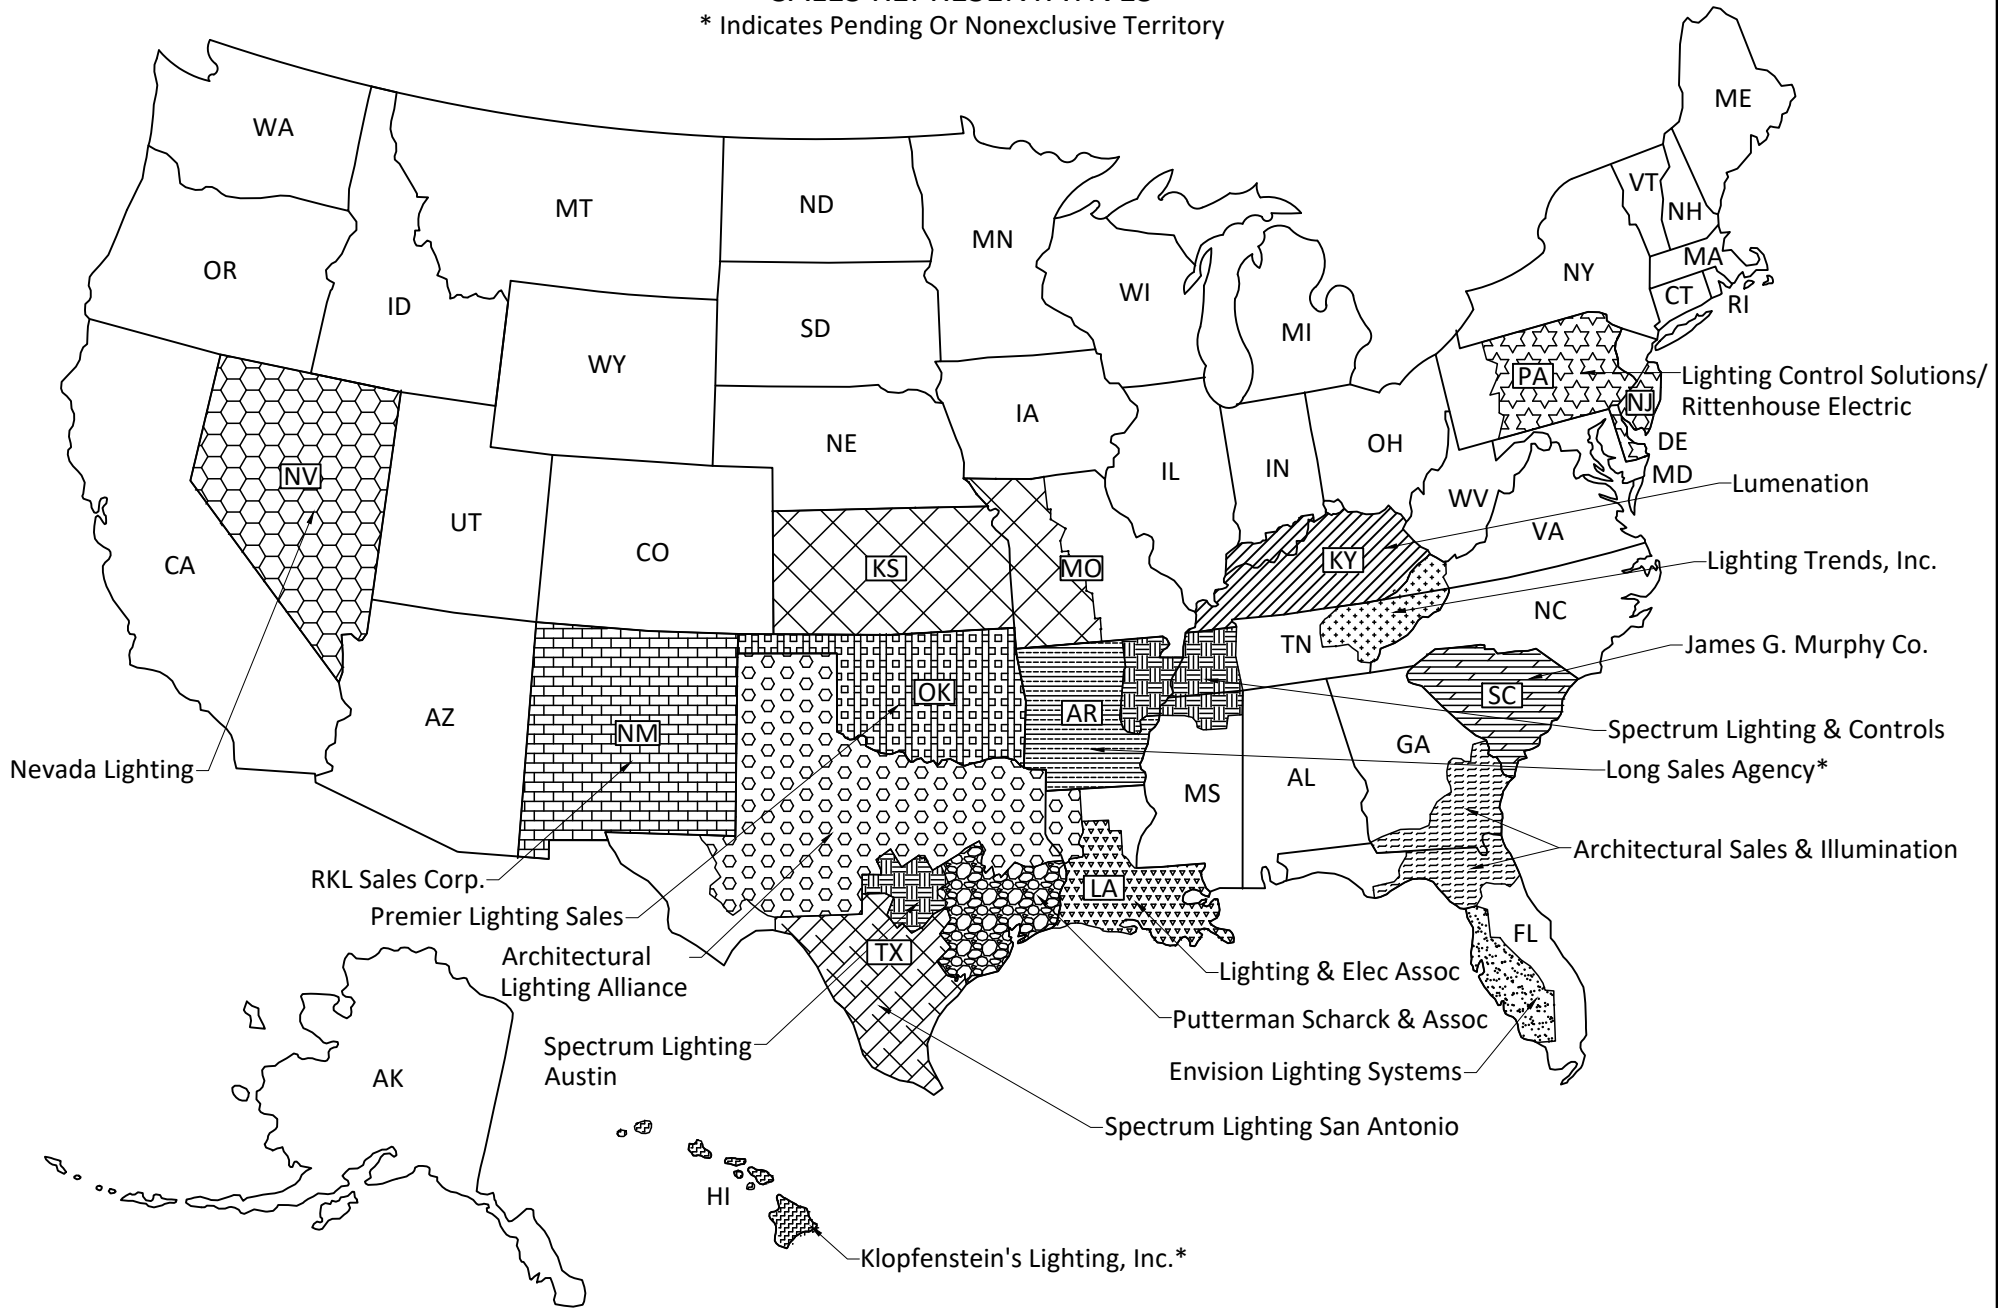 * Indicates Pending Or Nonexclusive Territory
WA
OR
CA
NV
ID
MT
WY
UT
AZ
CO
NM
ND
SD
NE
KS
OK
TX
MN
IA
MO
AR
LA
WI
IL
MI
IN
OH
KY
TN
MS
AL
GA
FL
SC
NC
VA
WV
PA
NJ
DE
MD
NY
VT
NH
ME
MA
CT
RI
AK
HI
Lighting Control Solutions/
Rittenhouse Electric
Lumenation
Lighting Trends, Inc.
James G. Murphy Co.
Spectrum Lighting & Controls
Long Sales Agency*
Architectural Sales & Illumination
Nevada Lighting
RKL Sales Corp.
Premier Lighting Sales
Architectural
Lighting Alliance
Spectrum Lighting
Austin
Lighting & Elec Assoc
Putterman Scharck & Assoc
Envision Lighting Systems
Spectrum Lighting San Antonio
Klopfenstein's Lighting, Inc.*